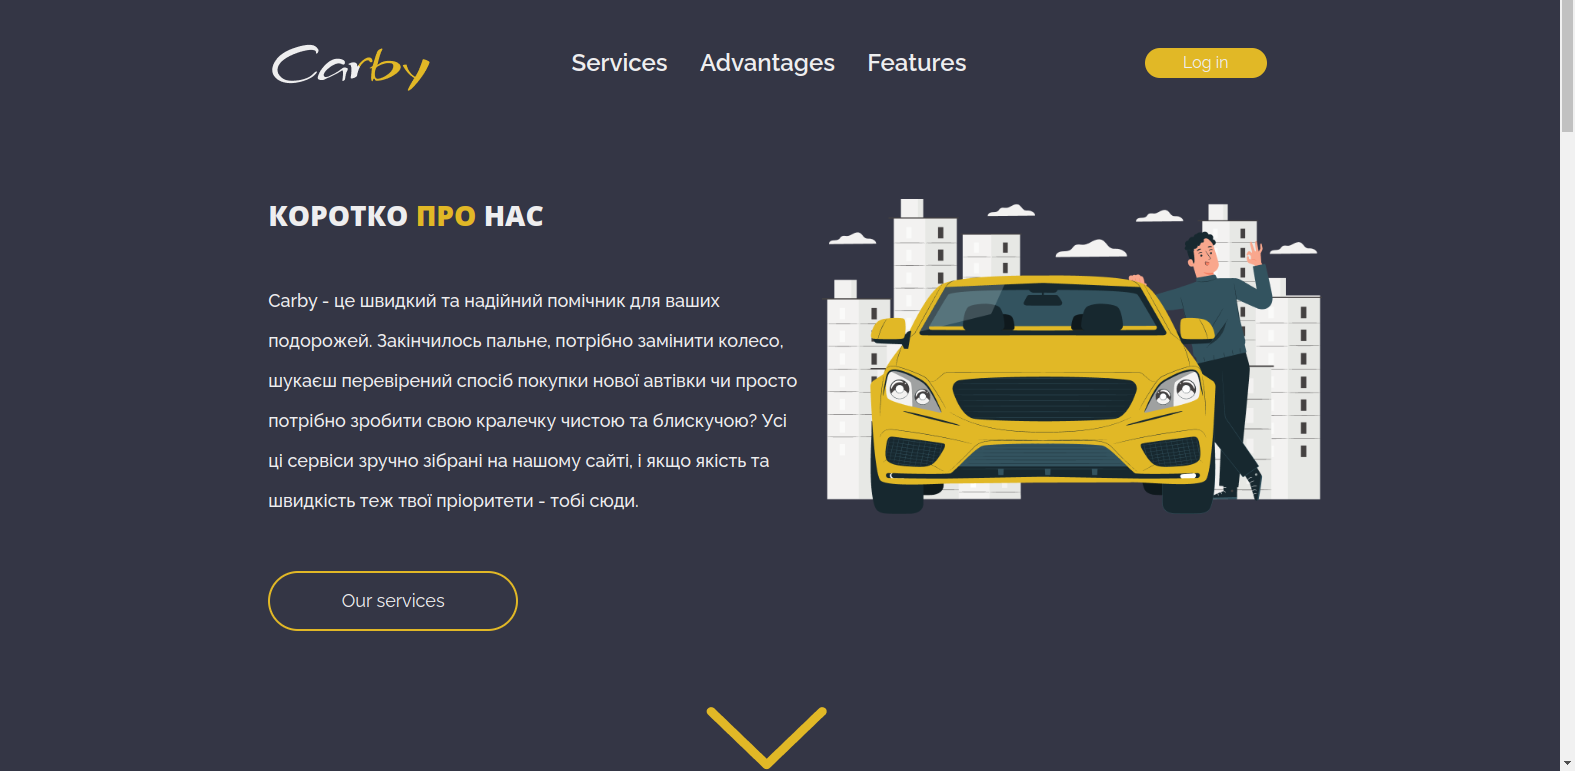 Carby
Services Advantages Features
Log in
КОРОТКО ПРО НАС
Carby - це швидкий та надійний помічник для ваших
подорожей. Закінчилось пальне, потрібно замінити колесо,
шукаєш перевірений спосіб покупки нової автівки чи просто
потрібно зробити свою кралечку чистою та блискучою? Усі
ці сервіси зручно зібрані на нашому сайті, і якщо якість та
швидкість теж твої пріоритети - тобі сюди.
Our services